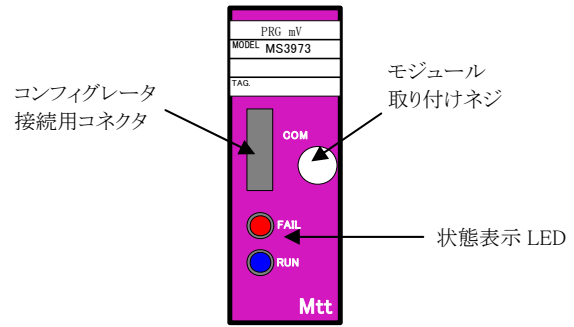 PRG mV
MODEL MS3973
TAG.
コンフィグレータ
接続用コネクタ
モジュール
取り付けネジ
COM
FAIL
状態表示 LED
RUN
Mtt